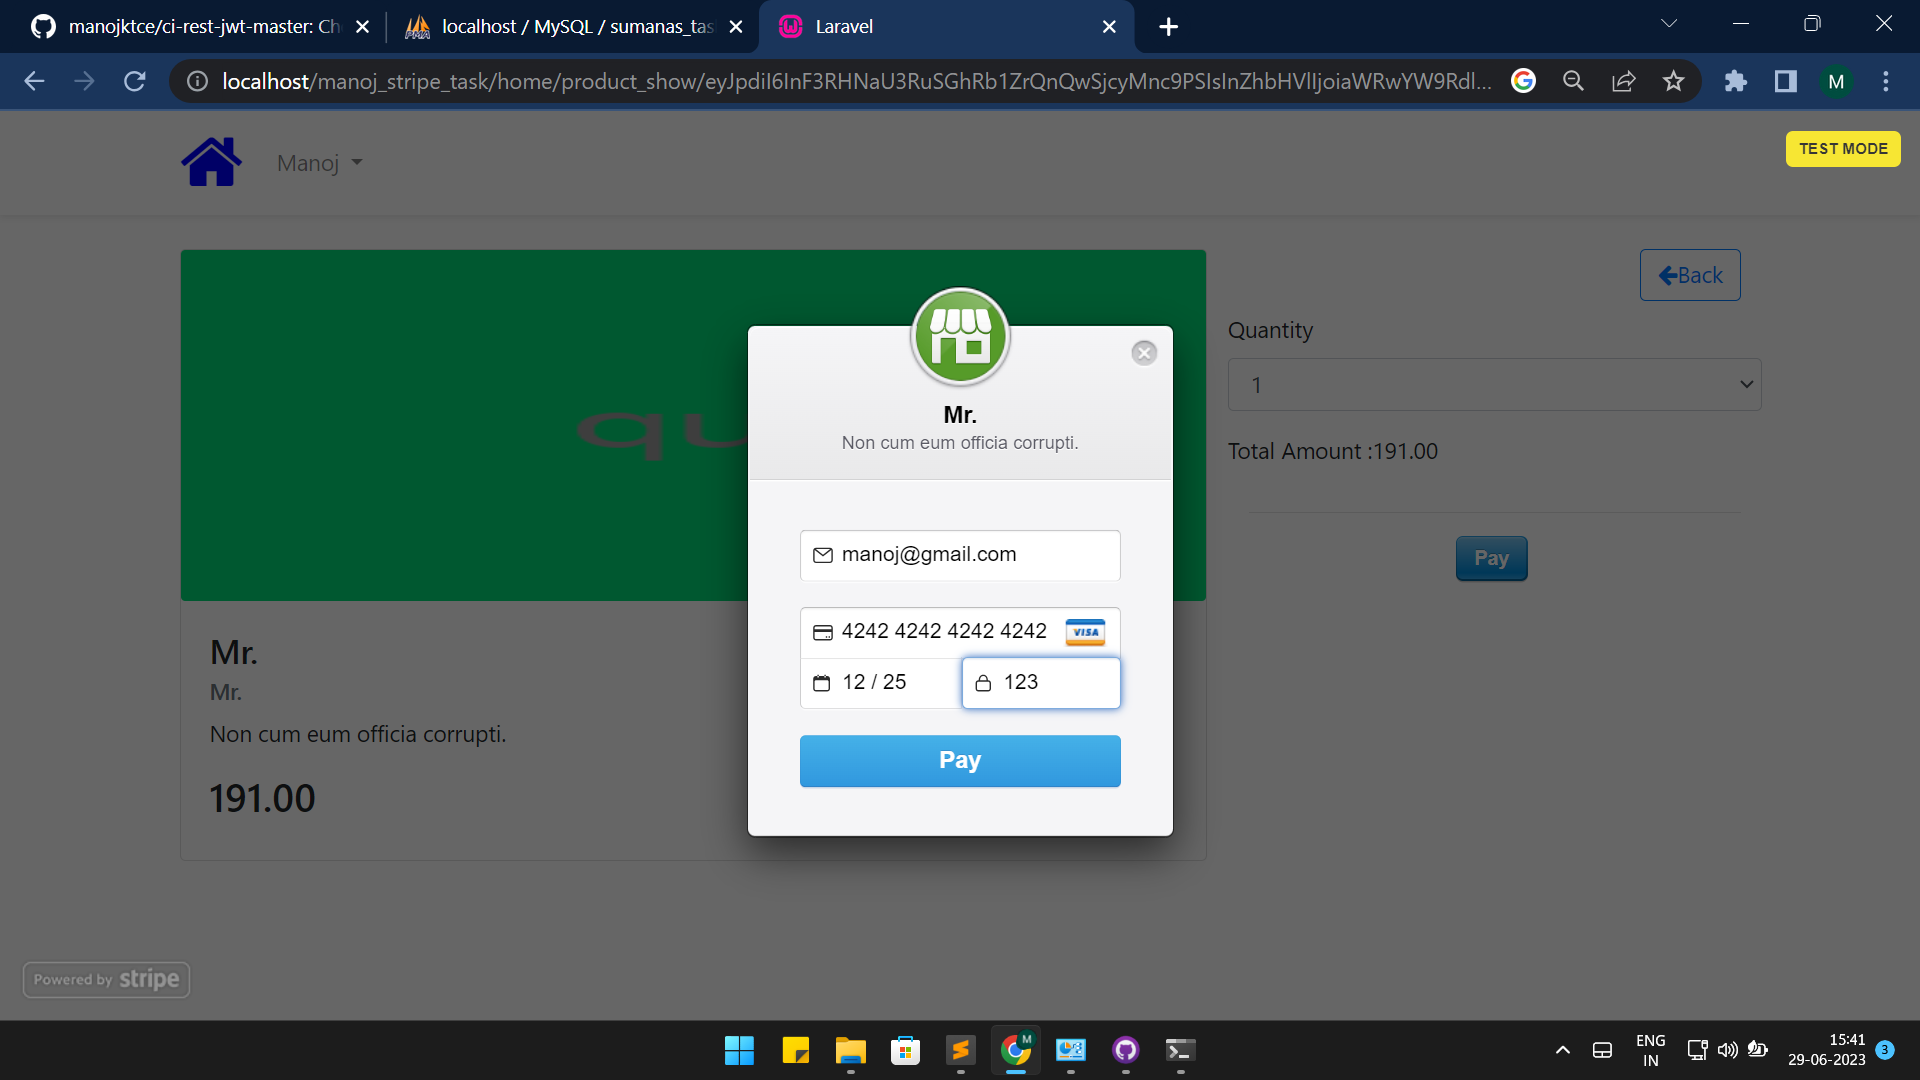 manojktce/ci-rest-jwt-master: Ch
localhost / MySQL / sumanas_tas
Laravel
localhost/manoj_stripe_task/home/product_show/eyJpdiI6InF3RHNaU3RuSGhRb1ZrQnQwSjcyMnc9PSIsInZhbHVlIjoiaWRwYW9Rdl...
M
Manoj
TEST MODE
qu
Back
Quantity
1
Total Amount :191.00
Pay
Mr.
Non cum eum officia corrupti.
manoj@gmail.com
4242 4242 4242 4242
VISA
12 / 25
123
Pay
Mr.
Mr.
Non cum eum officia corrupti.
191.00
Powered by stripe
M
ENG
IN
15:41
29-06-2023
3